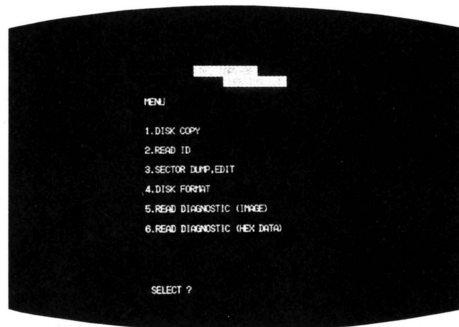 MENU
1.DISK COPY
2.READ ID
3.SECTOR DUMP,EDIT
4.DISK FORMAT
5.READ DIAGNOSTIC (IMAGE)
6.READ DIAGNOSTIC (HEX DATA)
SELECT ?